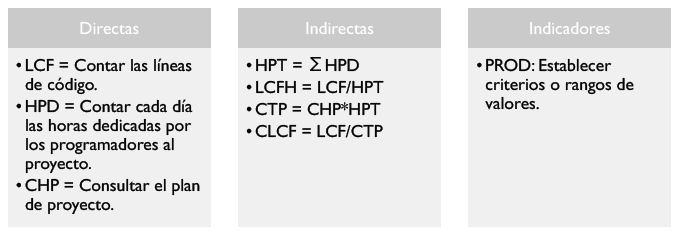 Directas
• LCF = Contar las líneas
de código.
• HPD = Contar cada día
las horas dedicadas por
los programadores al
proyecto.
• CHP = Consultar el plan
de proyecto.
Indirectas
• HPT = ∑ HPD
• LCFH = LCF/HPT
• CTP = CHP*HPT
• CLCF = LCF/CTP
Indicadores
• PROD: Establecer
criterios o rangos de
valores.